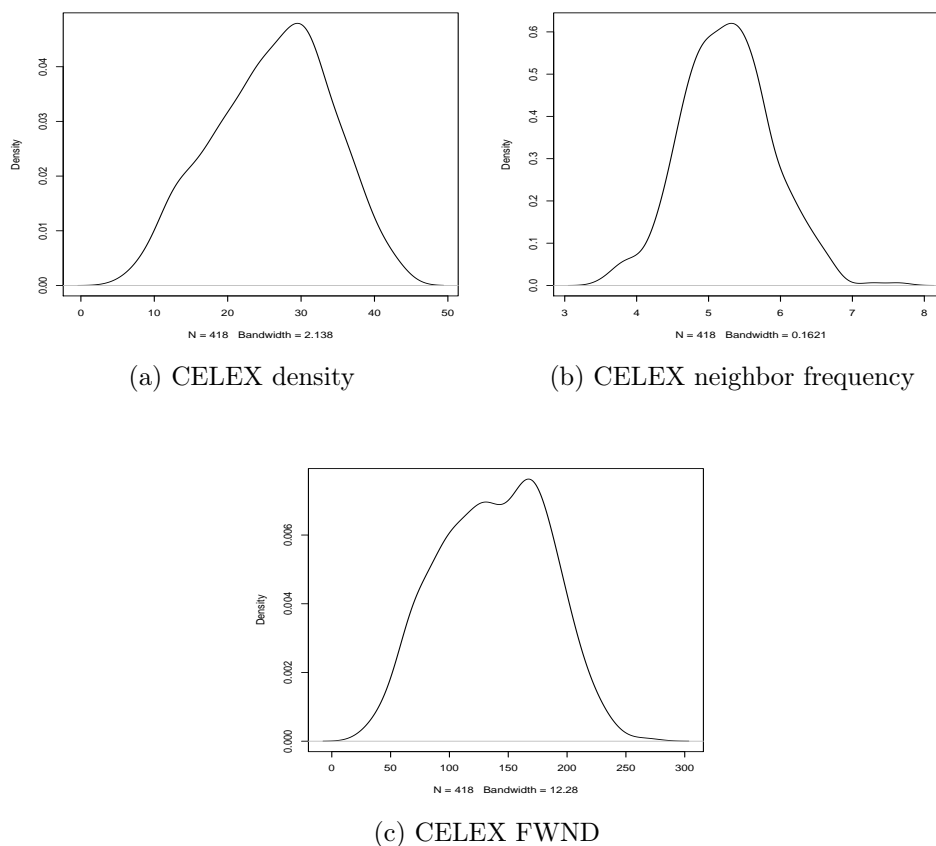 Density
0.00 0.01 0.02 0.03 0.04
0 10 20 30 40 50
N = 418 Bandwidth = 2.138
(a) CELEX density
Density
0.0 0.1 0.2 0.3 0.4 0.5 0.6
3 4 5 6 7 8
N = 418 Bandwidth = 0.1621
(b) CELEX neighbor frequency
Density
0.000 0.002 0.004 0.006
0 50 100 150 200 250 300
N = 418 Bandwidth = 12.28
(c) CELEX FWND